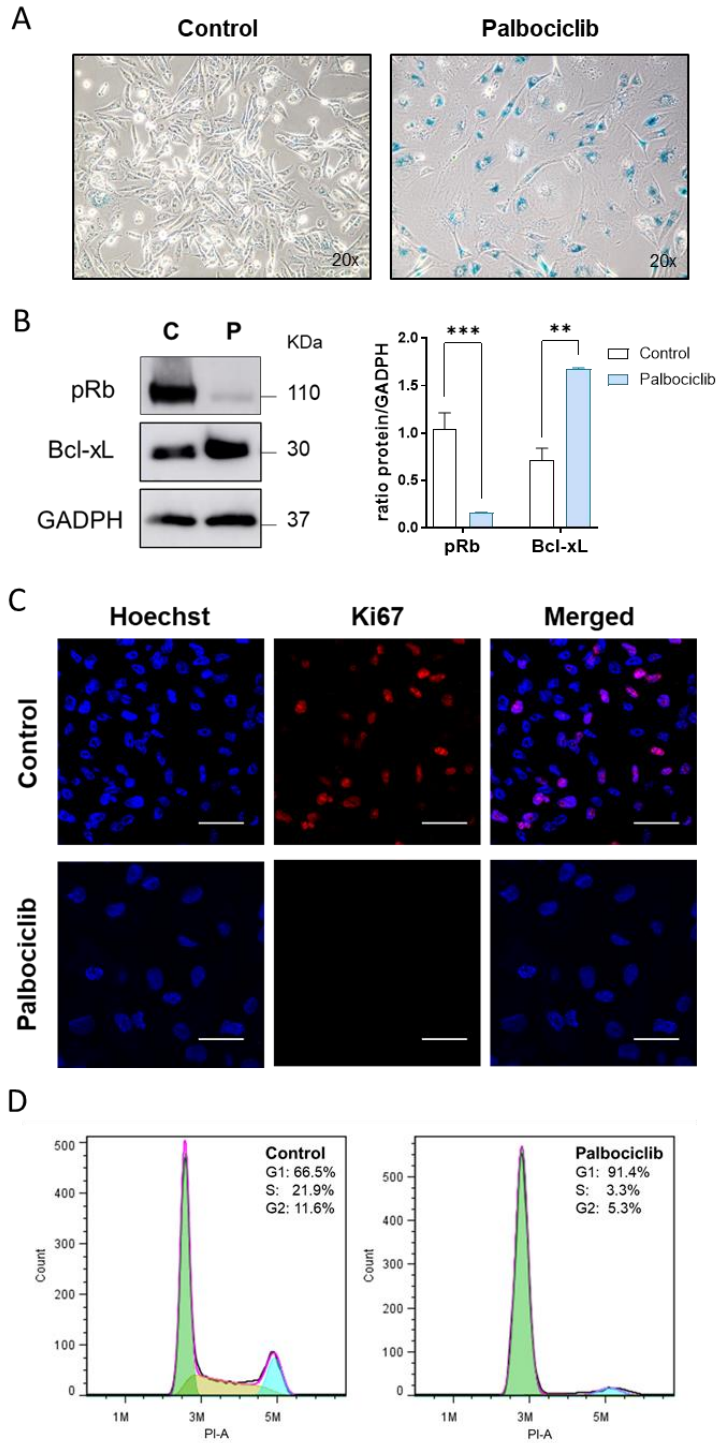 A
Control Palbociclib
20x 20x
B
C P KDa
pRb 110
Bcl-xL 30
GADPH 37
ratio protein/GADPH
2.0
1.5
1.0
0.5
0.0
*** **
pRb Bcl-xL
Control
Palbociclib
C
Hoechst Ki67 Merged
Control
Palbociclib
D
Control
G1: 66.5%
S: 21.9%
G2: 11.6%
Count
500
400
300
200
100
0
1M 3M 5M
PI-A
Palbociclib
G1: 91.4%
S: 3.3%
G2: 5.3%
Count
500
400
300
200
100
0
1M 3M 5M
PI-A